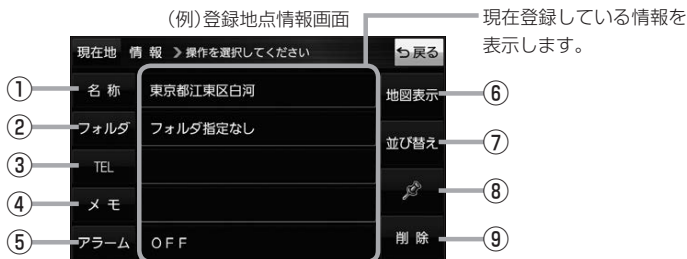 (例)登録地点情報画面
現在登録している情報を
表示します。
現在地 情 報 ＞操作を選択してください
戻る
① 名 称 東京都江東区白河
② フォルダ フォルダ指定なし
③ TEL
④ メ モ
⑤ アラーム OFF
地図表示 ⑥
並び替え ⑦
⑧
削 除 ⑨